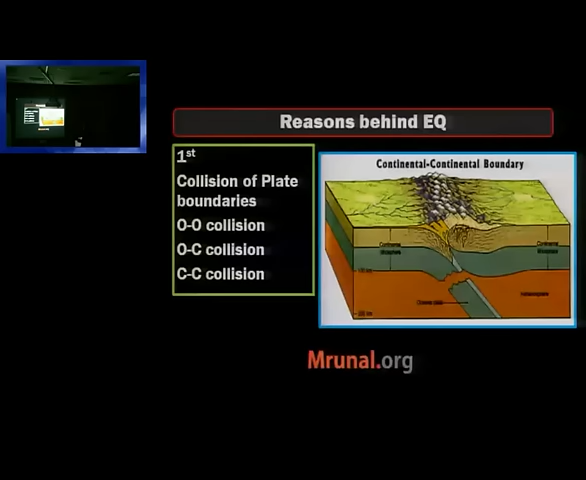 Reasons behind EQ
1st
Collision of Plate
boundaries
O-O collision
O-C collision
C-C collision
Continental-Continental Boundary
Mrunal.org